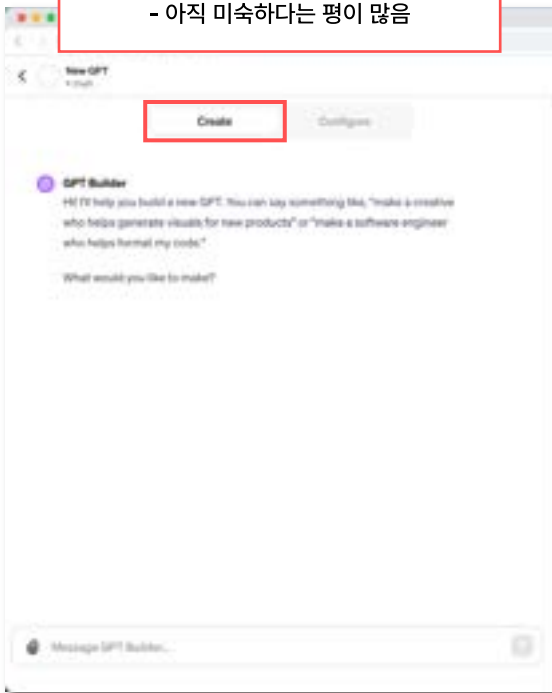 - 아직 미숙하다는 평이 많음
New GPT
Draft
Create
Configure
GPT Builder
Hi! I'll help you build a new GPT. You can say something like, "make a creative
who helps generate visuals for new products" or "make a software engineer
who helps format my code."
What would you like to make?
Message GPT Builder...